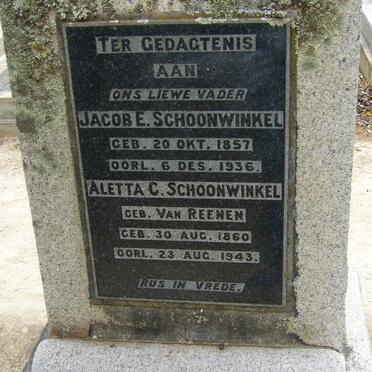 TER GEDAGTENIS
AAN
ONS LIEWE VADER
JACOB E. SCHOONWINKEL
GEB. 20 OKT. 1857
OORL. 6 DES. 1936.
ALETTA C. SCHOONWINKEL
GEB. VAN REENEN
GEB. 30 AUG. 1860
OORL. 23 AUG. 1943.
RUS IN VREDE.